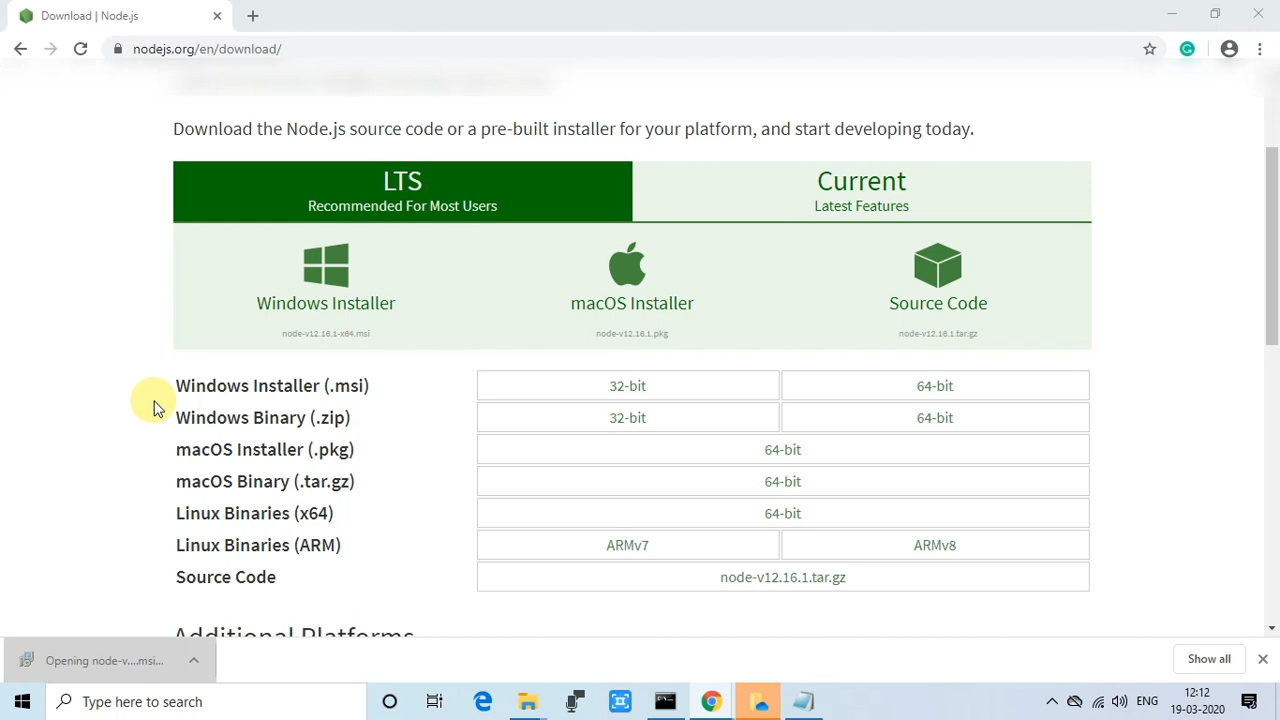 Download | Node.js
nodejs.org/en/download/
Download the Node.js source code or a pre-built installer for your platform, and start developing today.
LTS
Recommended For Most Users
Current
Latest Features
Windows Installer
node-v12.16.1-x64.msi
macOS Installer
node-v12.16.1.pkg
Source Code
node-v12.16.1.tar.gz
Windows Installer (.msi) 32-bit 64-bit
Windows Binary (.zip) 32-bit 64-bit
macOS Installer (.pkg) 64-bit
macOS Binary (.tar.gz) 64-bit
Linux Binaries (x64) 64-bit
Linux Binaries (ARM) ARMv7 ARMv8
Source Code node-v12.16.1.tar.gz
Additional Platforms
Opening node-v....msi...
Show all
Type here to search
ENG
12:12
19-03-2020